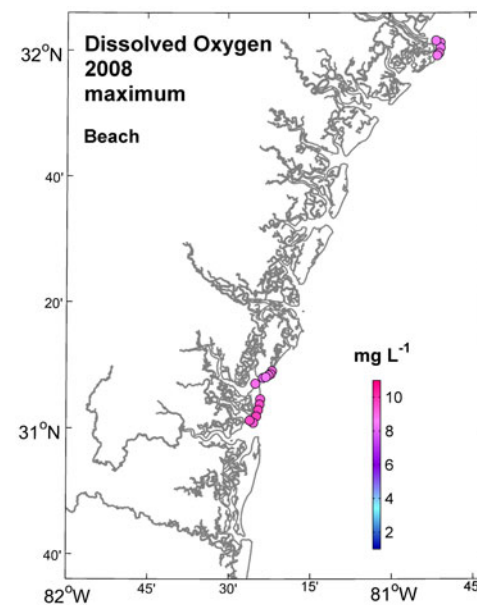 Dissolved Oxygen
2008
maximum
Beach
32°N
40'
20'
31°N
40'
82°W
45'
30'
15'
81°W
45'
mg L⁻¹
10
8
6
4
2